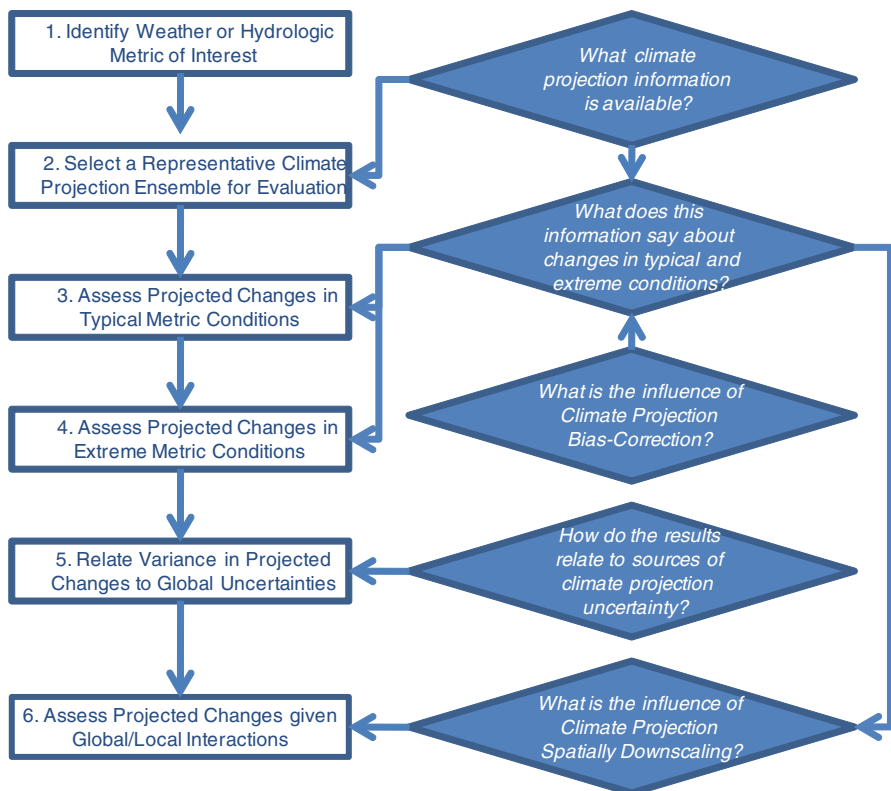 1. Identify Weather or Hydrologic
Metric of Interest
What climate
projection information
is available?
2. Select a Representative Climate
Projection Ensemble for Evaluation
What does this
information say about
changes in typical and
extreme conditions?
3. Assess Projected Changes in
Typical Metric Conditions
What is the influence of
Climate Projection
Bias-Correction?
4. Assess Projected Changes in
Extreme Metric Conditions
How do the results
relate to sources of
climate projection
uncertainty?
5. Relate Variance in Projected
Changes to Global Uncertainties
What is the influence of
Climate Projection
Spatially Downscaling?
6. Assess Projected Changes given
Global/Local Interactions